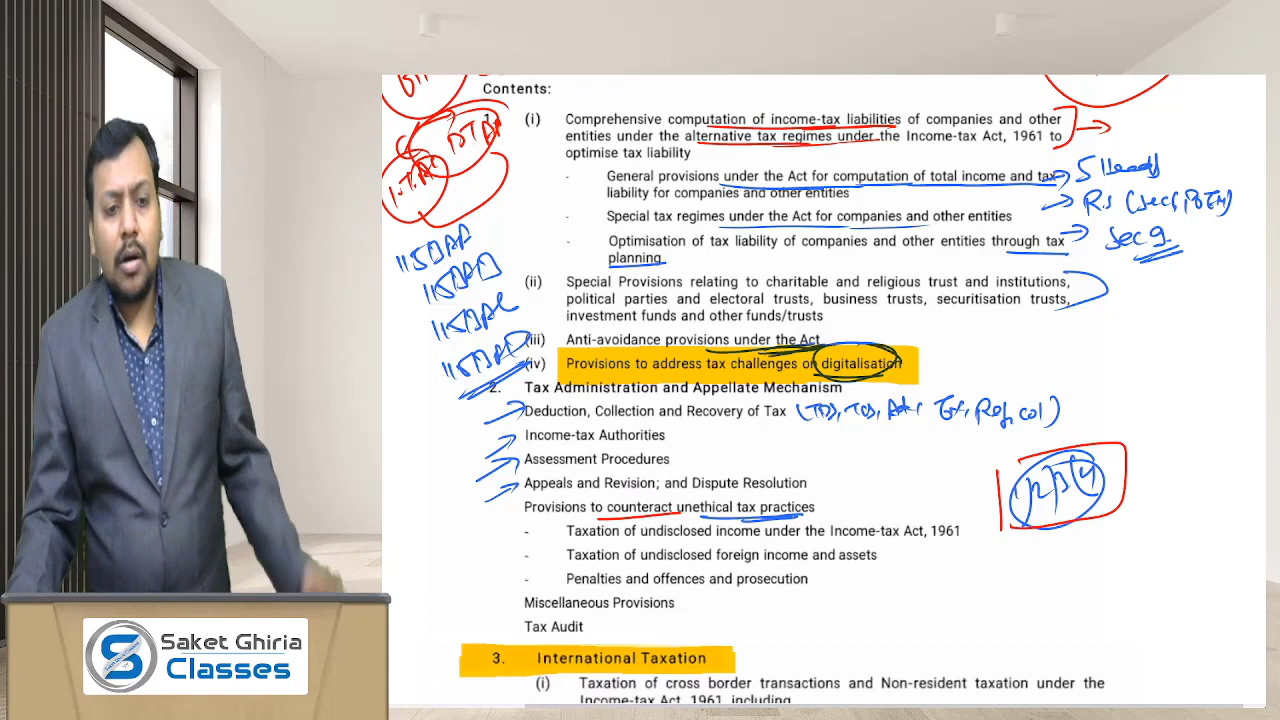 Contents:
1. (i) Comprehensive computation of income-tax liabilities of companies and other
entities under the alternative tax regimes under the Income-tax Act, 1961 to
optimise tax liability
- General provisions under the Act for computation of total income and tax
liability for companies and other entities
- Special tax regimes under the Act for companies and other entities
- Optimisation of tax liability of companies and other entities through tax
planning
(ii) Special Provisions relating to charitable and religious trust and institutions,
political parties and electoral trusts, business trusts, securitisation trusts,
investment funds and other funds/trusts
(iii) Anti-avoidance provisions under the Act
(iv) Provisions to address tax challenges on digitalisation
2. Tax Administration and Appellate Mechanism
Deduction, Collection and Recovery of Tax
Income-tax Authorities
Assessment Procedures
Appeals and Revision; and Dispute Resolution
Provisions to counteract unethical tax practices
- Taxation of undisclosed income under the Income-tax Act, 1961
- Taxation of undisclosed foreign income and assets
- Penalties and offences and prosecution
Miscellaneous Provisions
Tax Audit
3. International Taxation
(i) Taxation of cross border transactions and Non-resident taxation under the
Income-tax Act, 1961, including
5 Heads
Sec 9
115BAA
115BAB
115BAC
115BAD
S Saket Ghiria
Classes